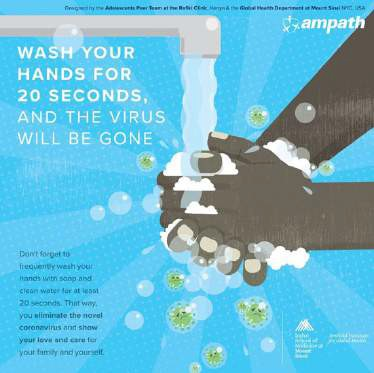 Designed by the Adolescents Peer Team at the Rafiki Clinic, Kenya & the Global Health Department at Mount Sinai NYC, USA
ampath
WASH YOUR
HANDS FOR
20 SECONDS,
AND THE VIRUS
WILL BE GONE
Don't forget to
frequently wash your
hands with soap and
clean water for at least
20 seconds. That way,
you eliminate the novel
coronavirus and show
your love and care for
your family and yourself.
Icahn
School of
Medicine at
Mount
Sinai
Arnhold Institute
for Global Health